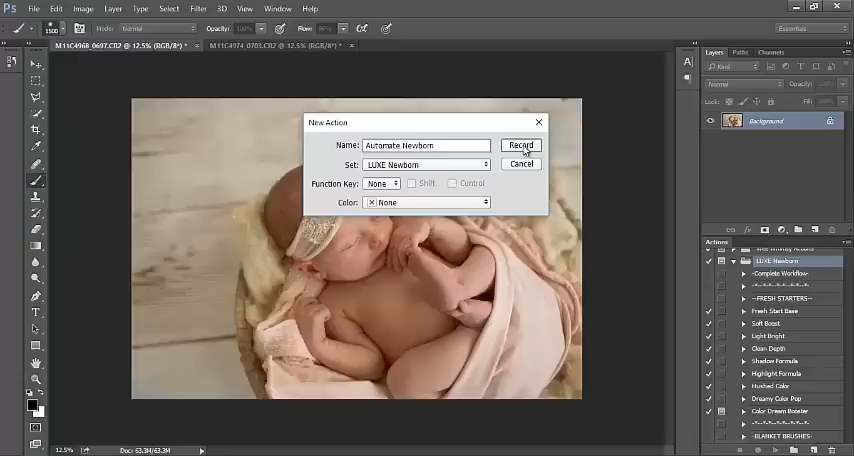 Ps File Edit Image Layer Type Select Filter 3D View Window Help
1500 Mode: Normal Opacity: 100% Flow: Essentials
M11C4968_0697.CR2 @ 12.5% (RGB/8*) * × M11C4974_0703.CR2 @ 12.5% (RGB/8*) * ×
New Action
Name: Automate Newborn Record
Set: LUXE Newborn Cancel
Function Key: None Shift Control
Color: None
Layers Paths Channels
Kind
Normal Opacity:
Lock: Fill:
Background
Actions
LUXE Newborn
-Complete Workflow-
-*--*--*--*--*--*--*-
--FRESH STARTERS--
Fresh Start Base
Soft Boost
Light Bright
Clean Depth
Shadow Formula
Highlight Formula
Hushed Color
Dreamy Color Pop
Color Dream Booster
-*--*--*--*--*--*--*-
-BLANKET BRUSHES-
12.5% Doc: 63.3M/63.3M